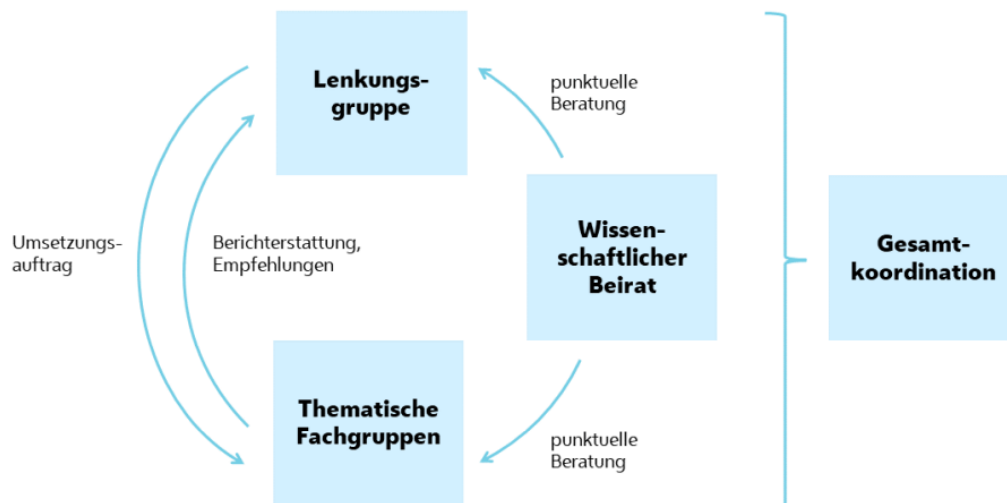 Lenkungs-
gruppe
punktuelle
Beratung
Umsetzungs-
auftrag
Berichterstattung,
Empfehlungen
Wissen-
schaftlicher
Beirat
Gesamt-
koordination
Thematische
Fachgruppen
punktuelle
Beratung